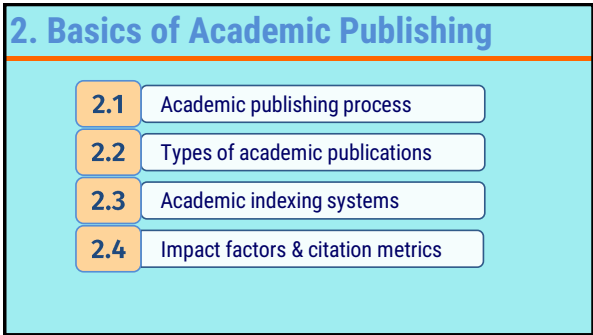 2. Basics of Academic Publishing
2.1 Academic publishing process
2.2 Types of academic publications
2.3 Academic indexing systems
2.4 Impact factors & citation metrics